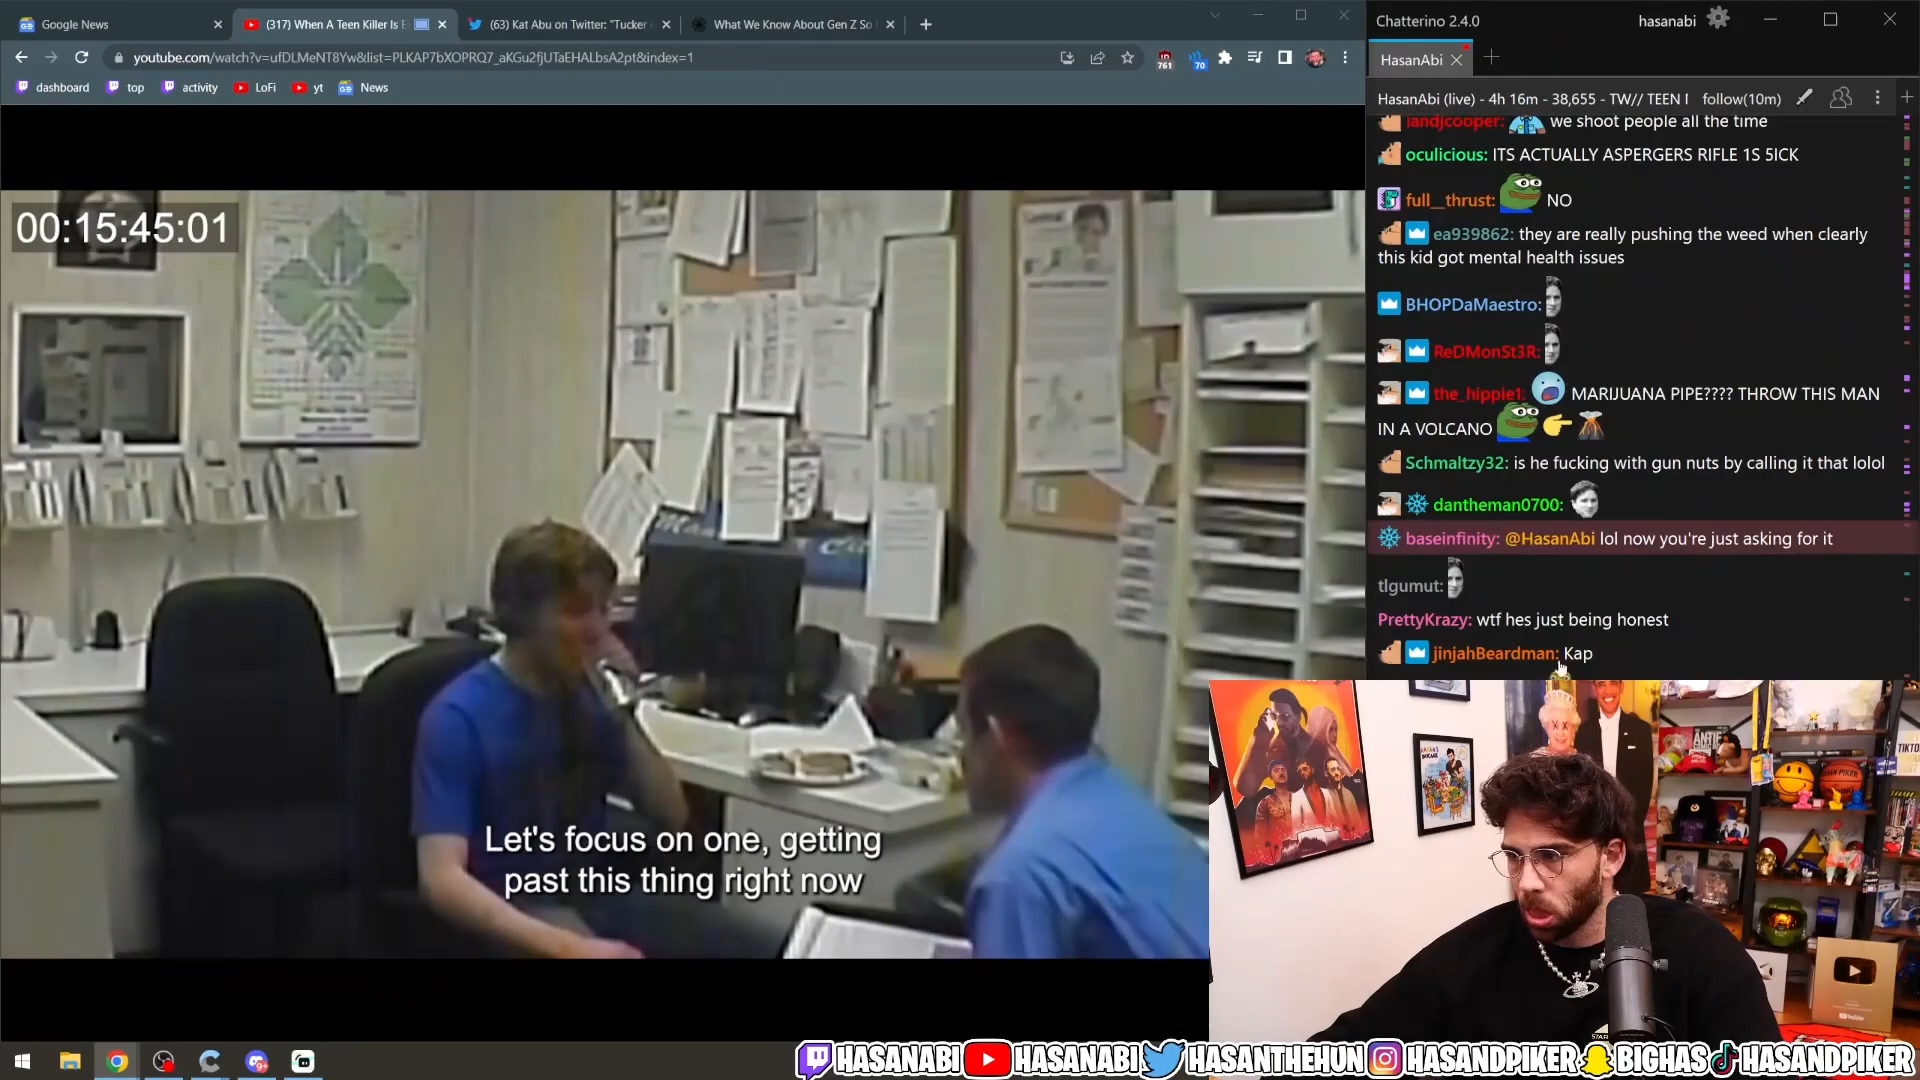 Google News
(317) When A Teen Killer Is
(63) Kat Abu on Twitter: "Tucker
What We Know About Gen Z So
youtube.com/watch?v=ufDLMeNT8Yw&list=PLKAP7bXOPRQ7_aKGu2fjUTaEHALbsA2pt&index=1
761
70
dashboard
top
activity
LoFi
yt
News
00:15:45:01
Let's focus on one, getting
past this thing right now
Chatterino 2.4.0
hasanabi
HasanAbi
HasanAbi (live) - 4h 16m - 38,655 - TW// TEEN follow(10m)
iandjcooper: we shoot people all the time
oculicious: ITS ACTUALLY ASPERGERS RIFLE 1S 5ICK
full__thrust: NO
ea939862: they are really pushing the weed when clearly
this kid got mental health issues
BHOPDaMaestro:
ReDMonSt3R:
the_hippie1: MARIJUANA PIPE???? THROW THIS MAN
IN A VOLCANO
Schmaltzy32: is he fucking with gun nuts by calling it that lolol
dantheman0700:
baseinfinity: @HasanAbi lol now you're just asking for it
tlgumut:
PrettyKrazy: wtf hes just being honest
jinjahBeardman: Kap
HASANABI HASANABI HASANTHEHUN HASANDPIKER BIGHAS HASANDPIKER